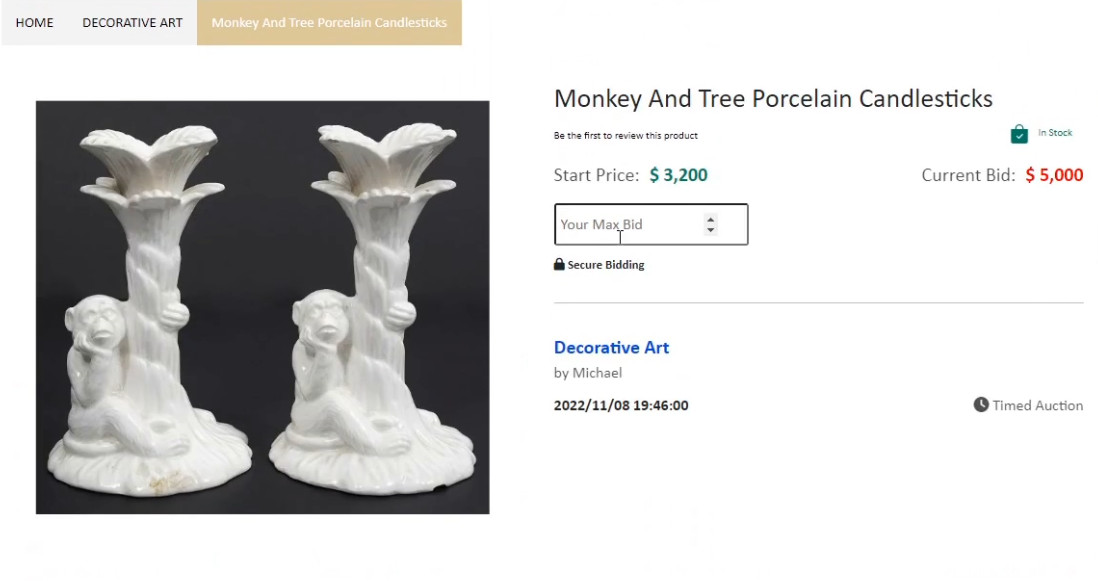 HOME DECORATIVE ART Monkey And Tree Porcelain Candlesticks
Monkey And Tree Porcelain Candlesticks
Be the first to review this product In Stock
Start Price: $ 3,200 Current Bid: $ 5,000
Your Max Bid
Secure Bidding
Decorative Art
by Michael
2022/11/08 19:46:00 Timed Auction